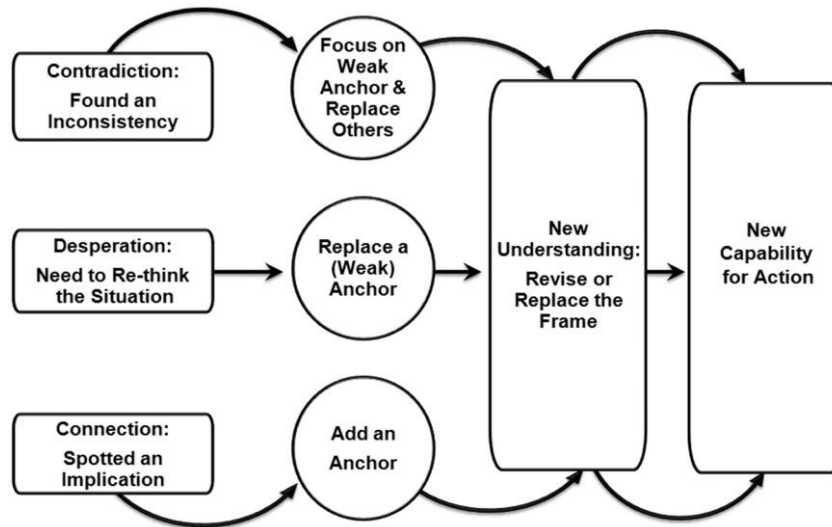 Contradiction:
Found an
Inconsistency
Focus on
Weak
Anchor &
Replace
Others
Desperation:
Need to Re-think
the Situation
Replace a
(Weak)
Anchor
Connection:
Spotted an
Implication
Add an
Anchor
New
Understanding:
Revise or
Replace the
Frame
New
Capability
for Action